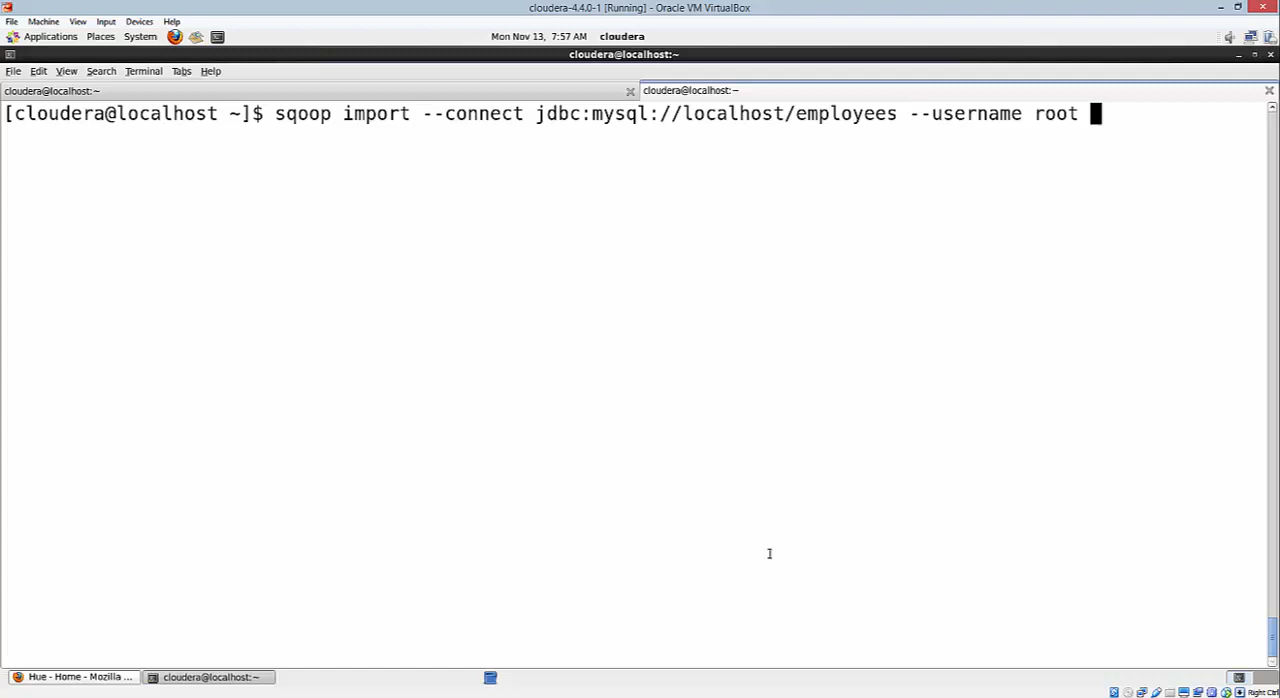 cloudera-4.4.0-1 [Running] - Oracle VM VirtualBox
File Machine View Input Devices Help
Applications Places System Mon Nov 13, 7:57 AM cloudera
cloudera@localhost:~
File Edit View Search Terminal Tabs Help
cloudera@localhost:~ cloudera@localhost:~
[cloudera@localhost ~]$ sqoop import --connect jdbc:mysql://localhost/employees --username root
Hue - Home - Mozilla ... cloudera@localhost:~
Right Ctrl